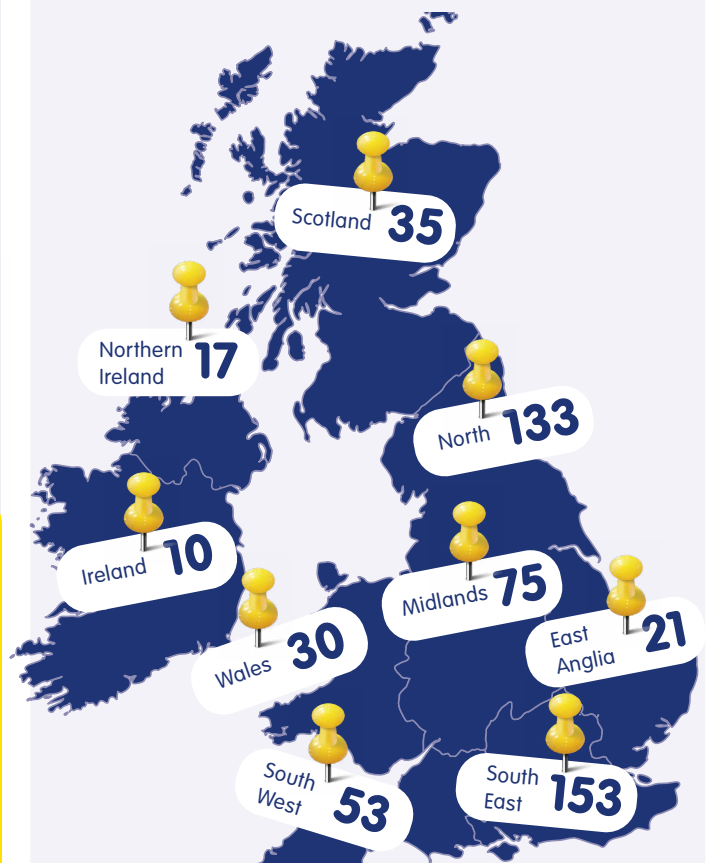 Scotland 35
Northern
Ireland
17
North 133
Ireland 10
Midlands 75
East
Anglia
21
Wales 30
South
West
53
South
East
153